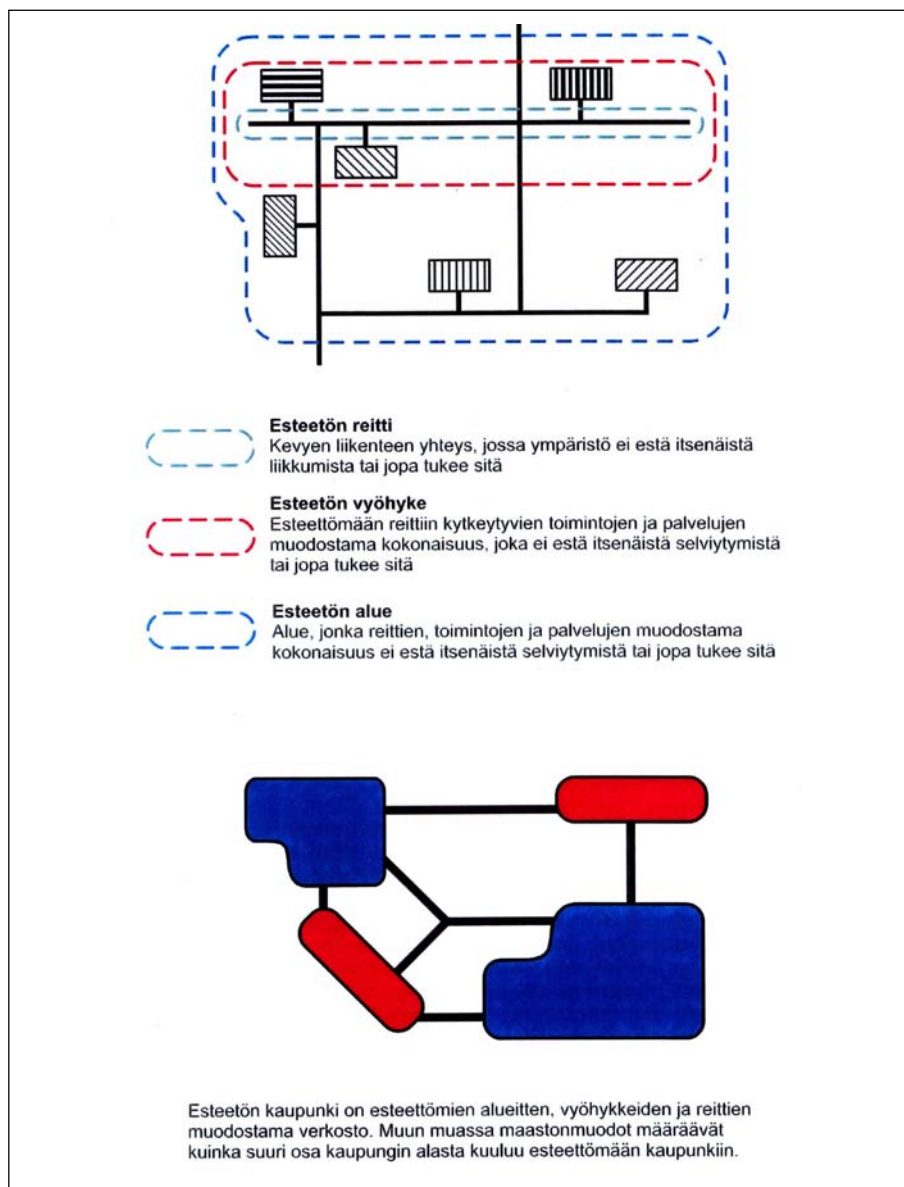 Esteetön reitti
Kevyen liikenteen yhteys, jossa ympäristö ei estä itsenäistä
liikkumista tai jopa tukee sitä
Esteetön vyöhyke
Esteettömään reittiin kytkeytyvien toimintojen ja palvelujen
muodostama kokonaisuus, joka ei estä itsenäistä selviytymistä
tai jopa tukee sitä
Esteetön alue
Alue, jonka reittien, toimintojen ja palvelujen muodostama
kokonaisuus ei estä itsenäistä selviytymistä tai jopa tukee sitä
Esteetön kaupunki on esteettömien alueitten, vyöhykkeiden ja reittien
muodostama verkosto. Muun muassa maastonmuodot määräävät
kuinka suuri osa kaupungin alasta kuuluu esteettömään kaupunkiin.